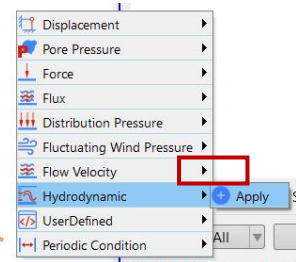 Displacement
Pore Pressure
Force
Flux
Distribution Pressure
Fluctuating Wind Pressure
Flow Velocity
Hydrodynamic
Apply
UserDefined
All
Periodic Condition